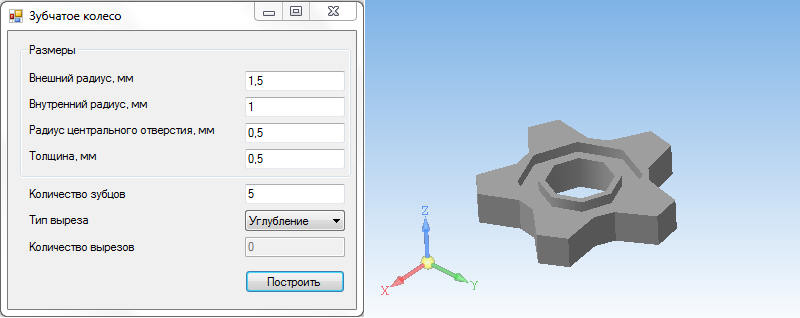 Зубчатое колесо
Размеры
Внешний радиус, мм 1,5
Внутренний радиус, мм 1
Радиус центрального отверстия, мм 0,5
Толщина, мм 0,5
Количество зубцов 5
Тип выреза Углубление
Количество вырезов 0
Построить
Z
X
Y